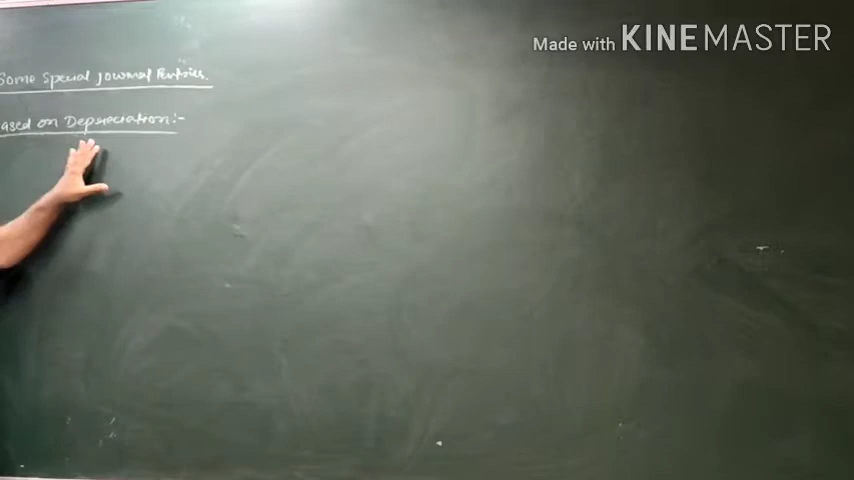 Made with KINEMASTER
Some Special Journal Entries.
ased on Depreciation:-